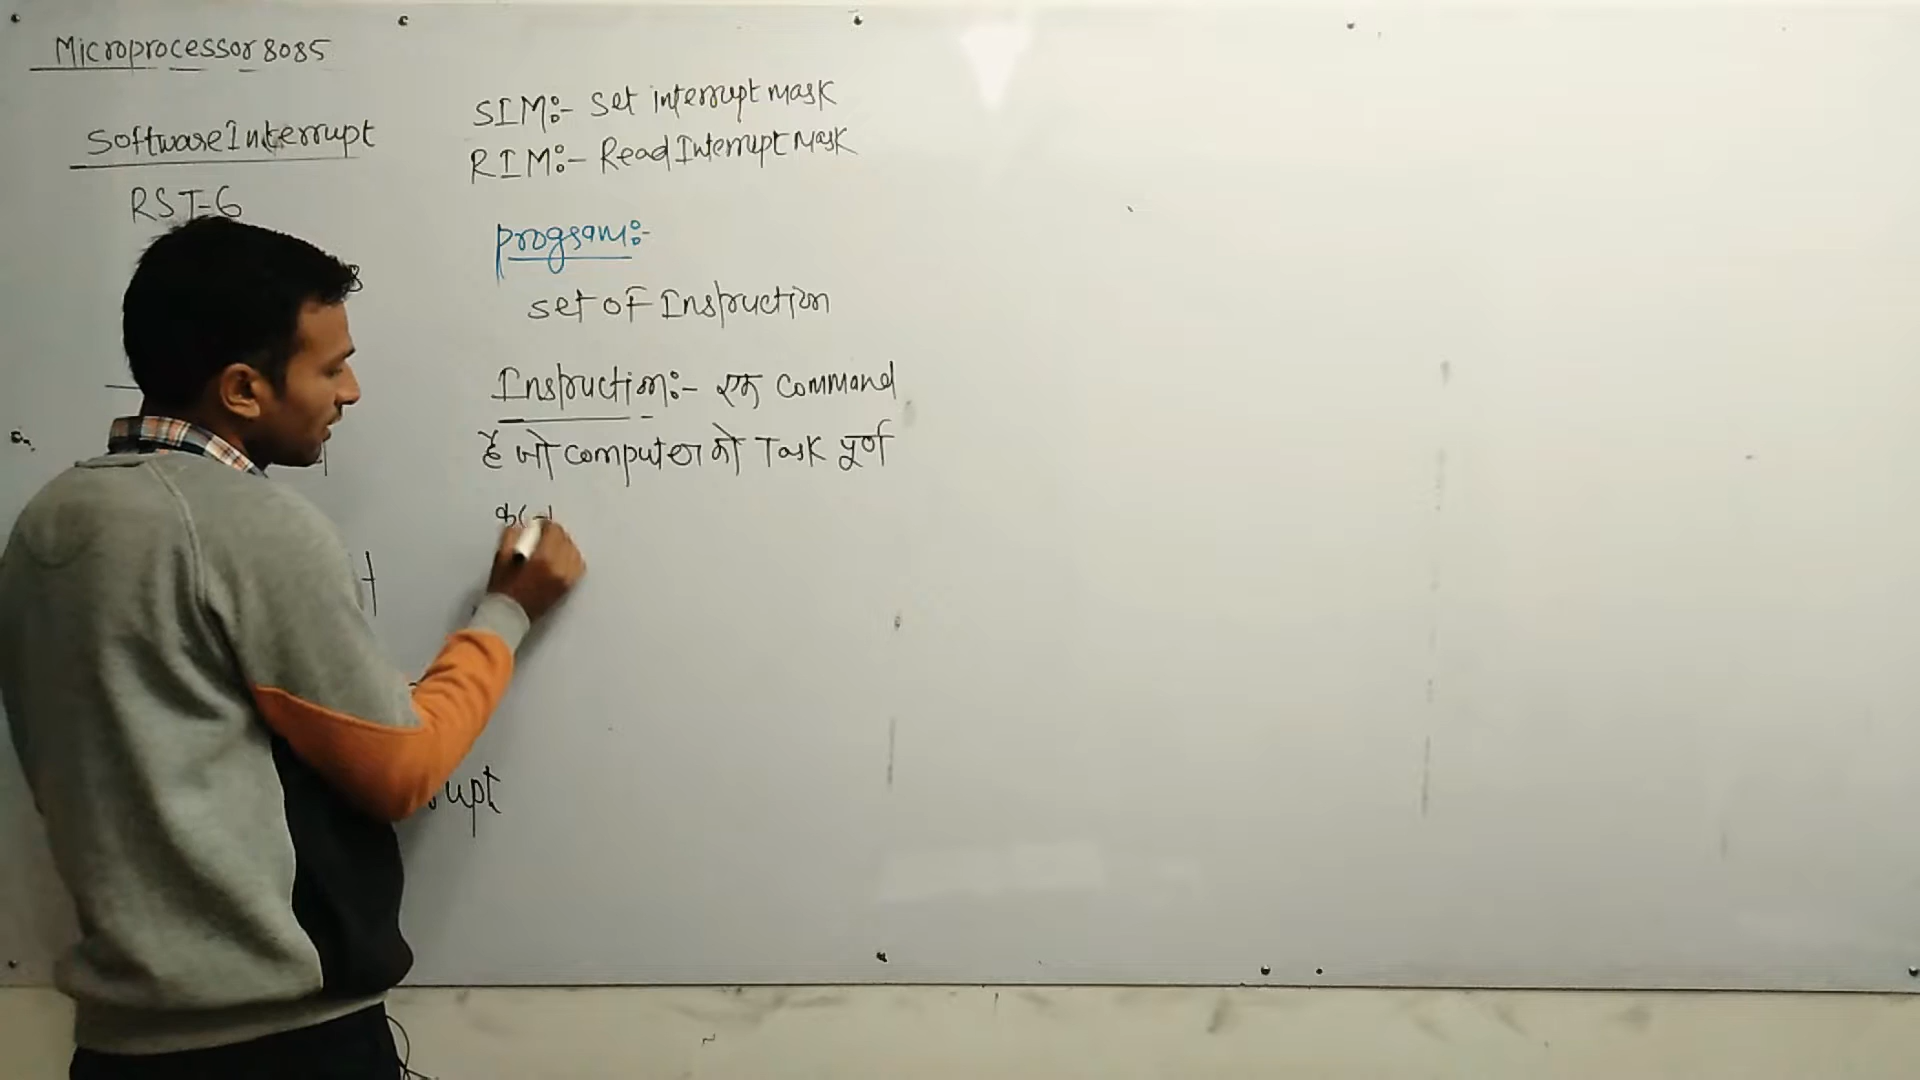 Microprocessor 8085
Software Interrupt
RST-6
SIM:- Set interrupt mask
RIM:- Read Interrupt Mask
program:-
set of Instruction
Instruction:- एक Command
है जो computer को Task पूर्ण